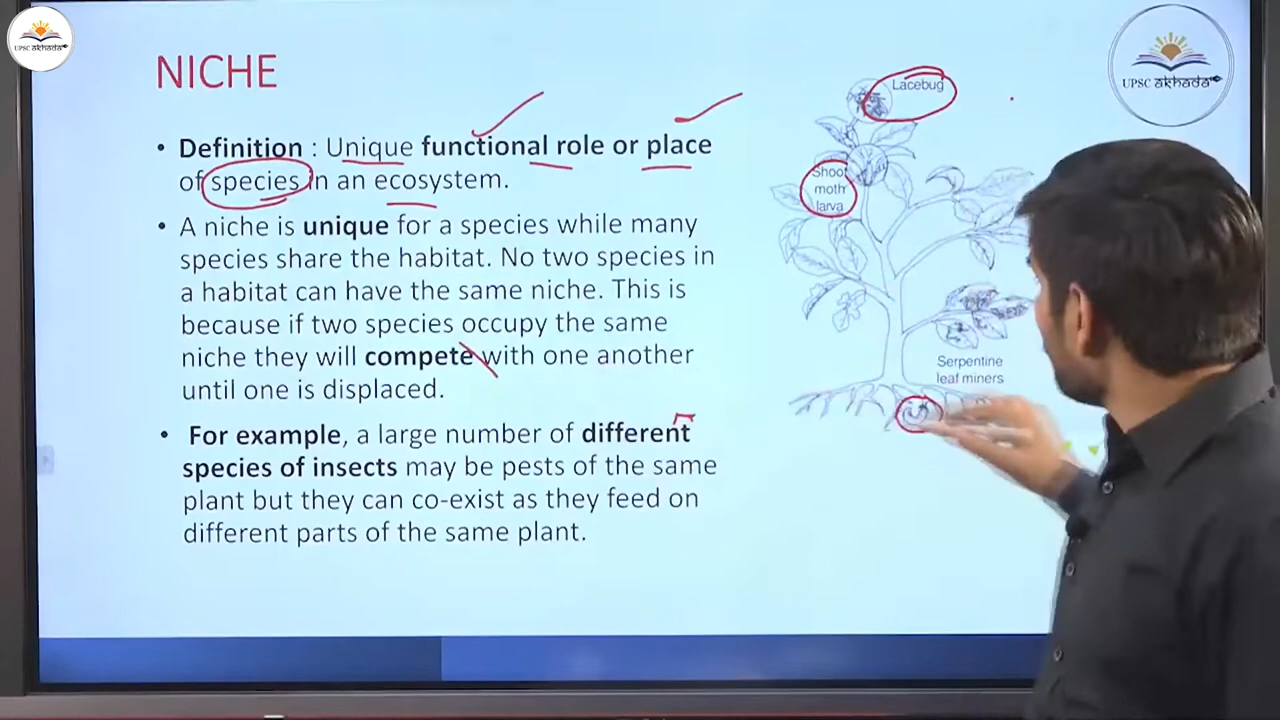 UPSC akhada
UPSC akhada
NICHE
• Definition : Unique functional role or place
of species in an ecosystem.
• A niche is unique for a species while many
species share the habitat. No two species in
a habitat can have the same niche. This is
because if two species occupy the same
niche they will compete with one another
until one is displaced.
• For example, a large number of different
species of insects may be pests of the same
plant but they can co-exist as they feed on
different parts of the same plant.
Lacebug
Shoot
moth
larva
Serpentine
leaf miners